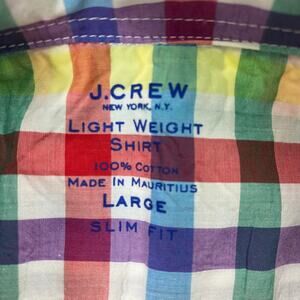 J.CREW
NEW YORK, N.Y.
LIGHT WEIGHT
SHIRT
100% COTTON
MADE IN MAURITIUS
LARGE
SLIM FIT